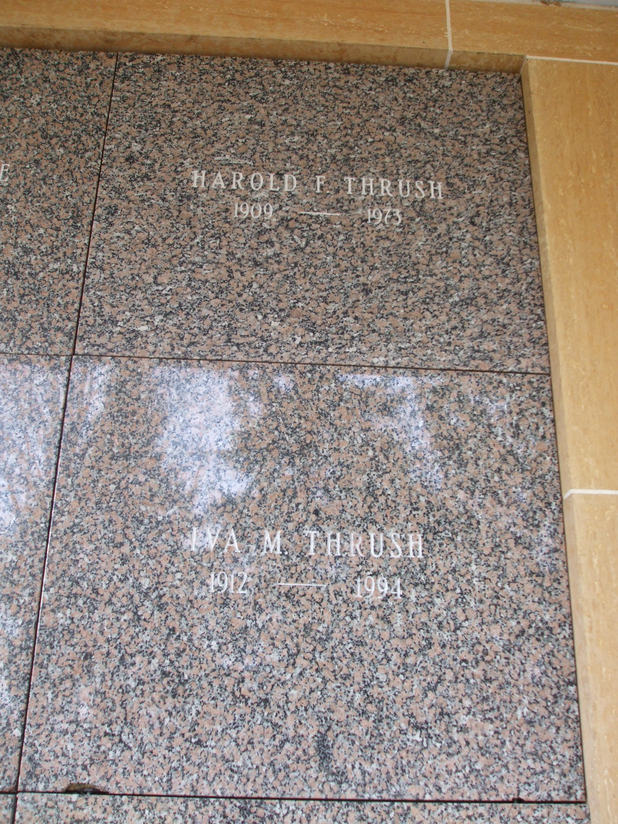 HAROLD F. THRUSH
1909 — 1973
IVA M. THRUSH
1912 — 1994